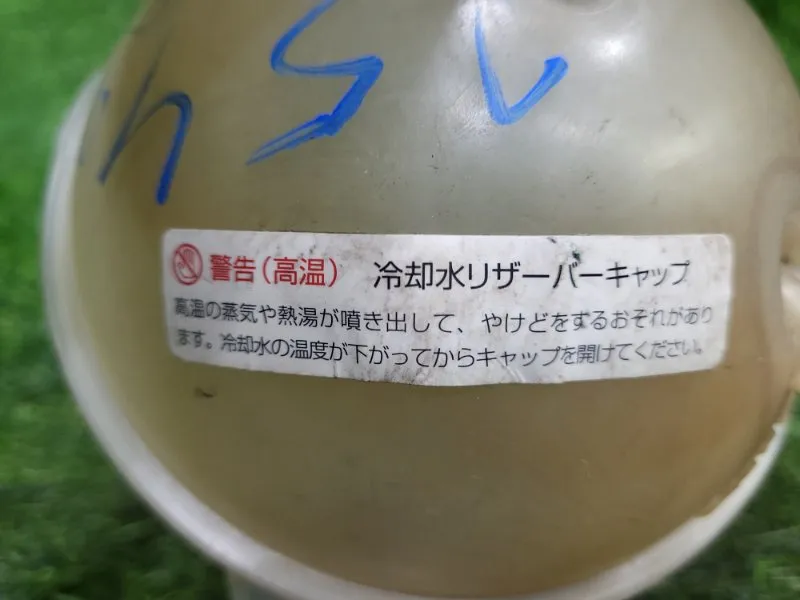 警告(高温) 冷却水リザーバーキャップ
高温の蒸気や熱湯が噴き出して、やけどをするおそれがあり
ます。冷却水の温度が下がってからキャップを開けてください。